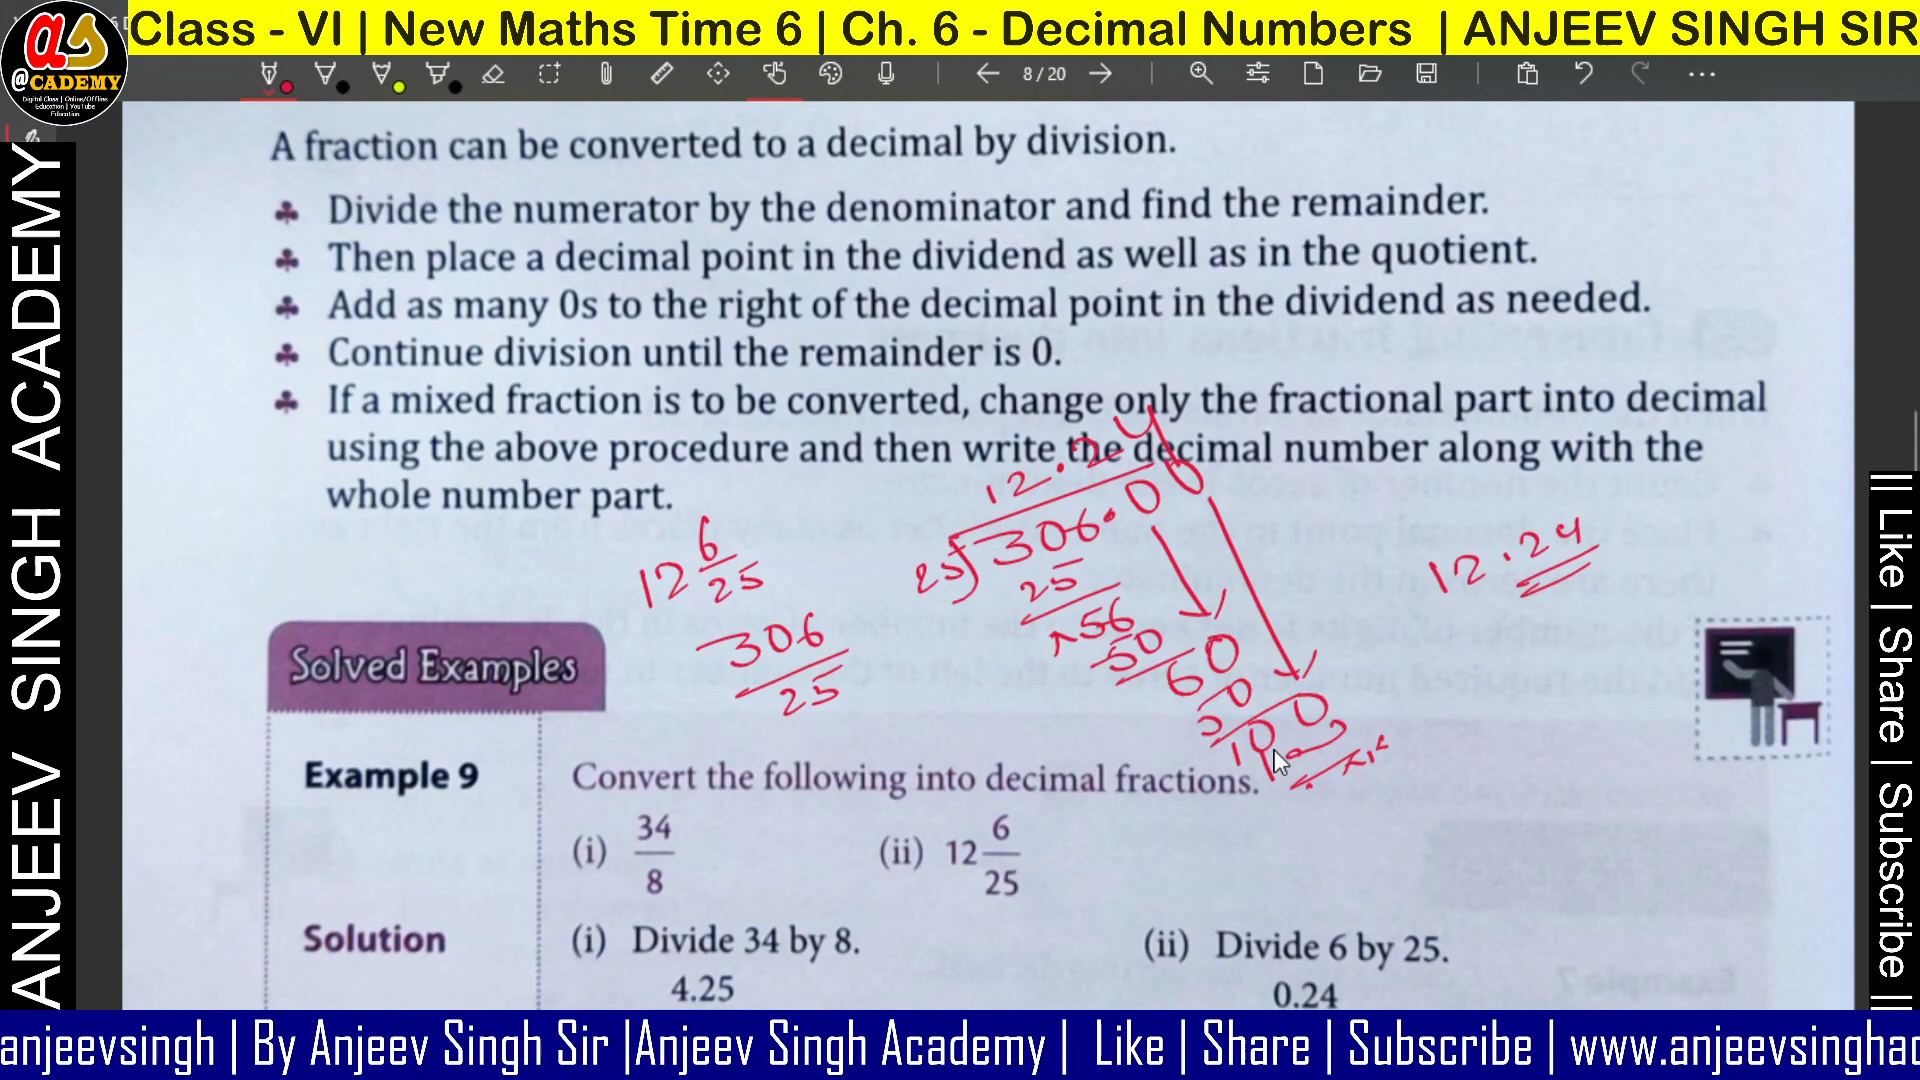 Class - VI | New Maths Time 6 | Ch. 6 - Decimal Numbers | ANJEEV SINGH SIR
as
@CADEMY
Digital Class | Online/Offline
Education | YouTube
Education
8 / 20
ANJEEV SINGH ACADEMY
A fraction can be converted to a decimal by division.
Divide the numerator by the denominator and find the remainder.
Then place a decimal point in the dividend as well as in the quotient.
Add as many 0s to the right of the decimal point in the dividend as needed.
Continue division until the remainder is 0.
If a mixed fraction is to be converted, change only the fractional part into decimal
using the above procedure and then write the decimal number along with the
whole number part.
12 6/25
306/25
12.24
25)306.00
25
56
50
60
50
100
100
12.24
Solved Examples
Example 9 Convert the following into decimal fractions.
(i) 34/8 (ii) 12 6/25
Solution (i) Divide 34 by 8. (ii) Divide 6 by 25.
4.25 0.24
|| Like | Share | Subscribe ||
anjeevsingh | By Anjeev Singh Sir |Anjeev Singh Academy | Like | Share | Subscribe | www.anjeevsinghac